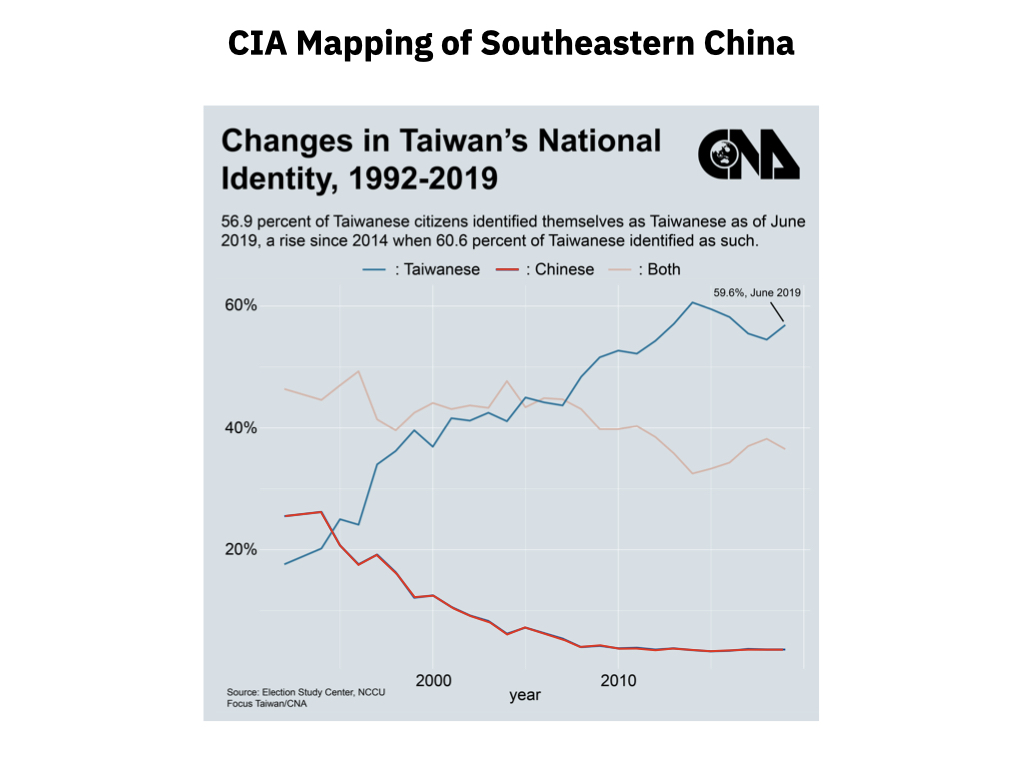 CIA Mapping of Southeastern China
Changes in Taiwan’s National
Identity, 1992-2019
CNA
56.9 percent of Taiwanese citizens identified themselves as Taiwanese as of June
2019, a rise since 2014 when 60.6 percent of Taiwanese identified as such.
: Taiwanese : Chinese : Both
59.6%, June 2019
60%
40%
20%
2000 2010
year
Source: Election Study Center, NCCU
Focus Taiwan/CNA